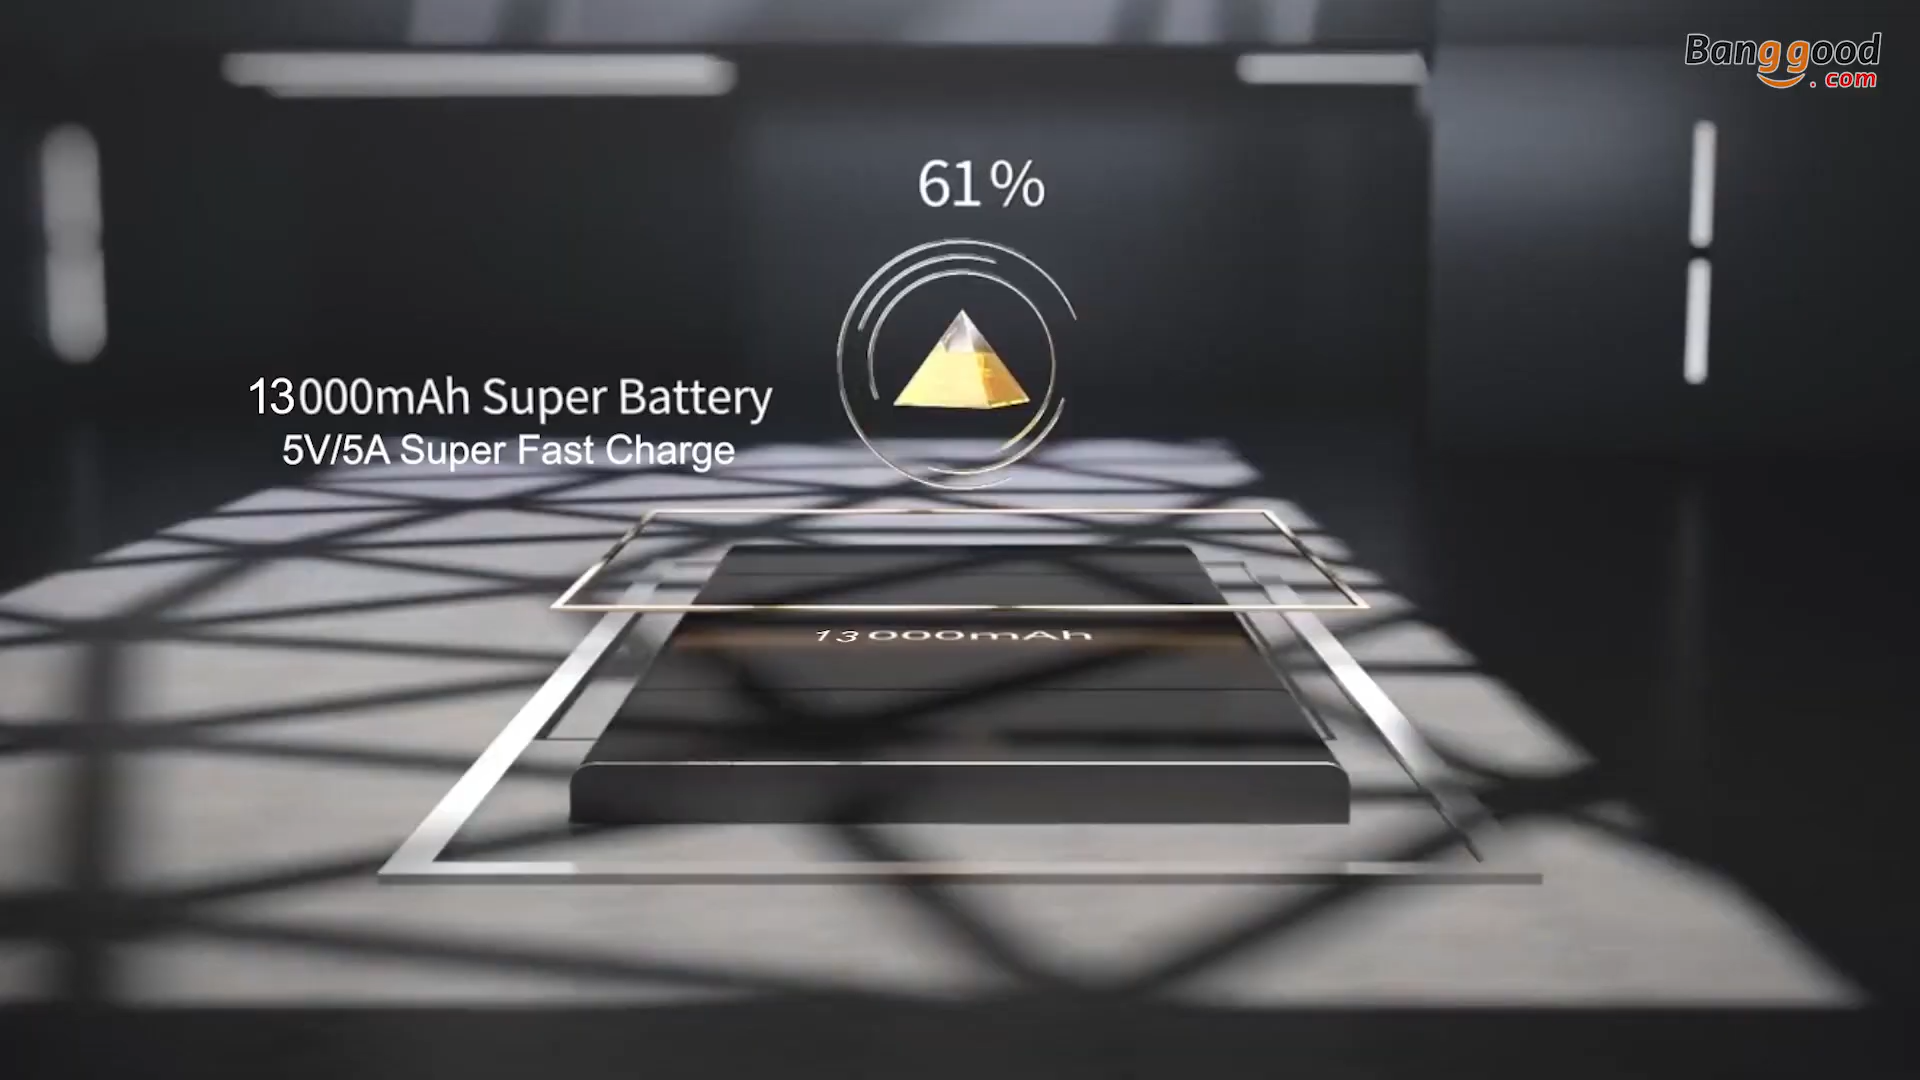 Banggood
.com
61%
13000mAh Super Battery
5V/5A Super Fast Charge
13000mAh